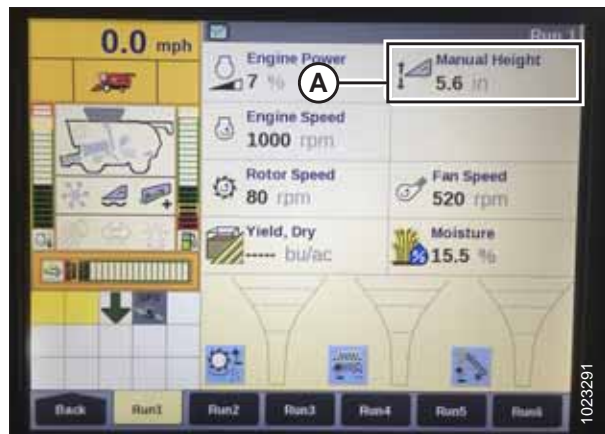 0.0 mph
Run 1
Engine Power
7 %
A
Manual Height
5.6 in
Engine Speed
1000 rpm
Rotor Speed
80 rpm
Fan Speed
520 rpm
Yield, Dry
----- bu/ac
Moisture
15.5 %
Back
Run1
Run2
Run3
Run4
Run5
Run6
1023291